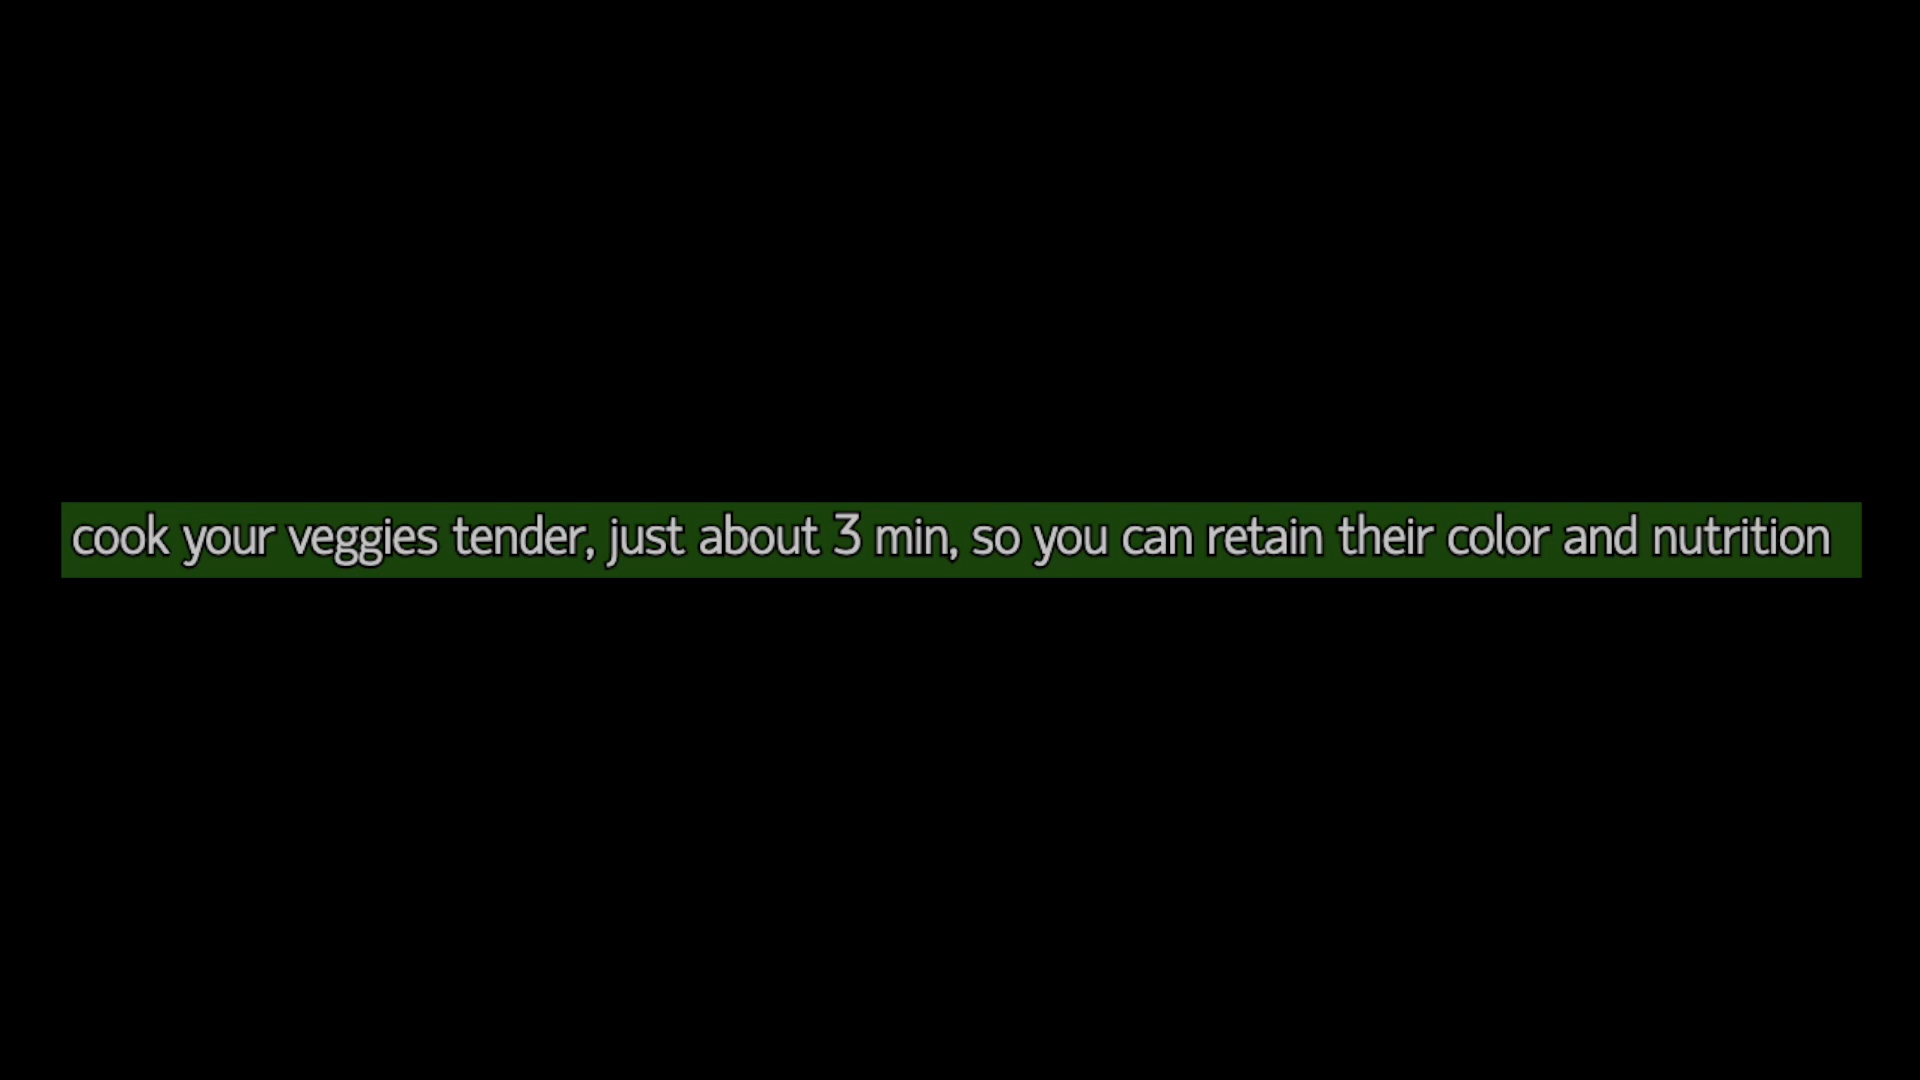 cook your veggies tender, just about 3 min, so you can retain their color and nutrition